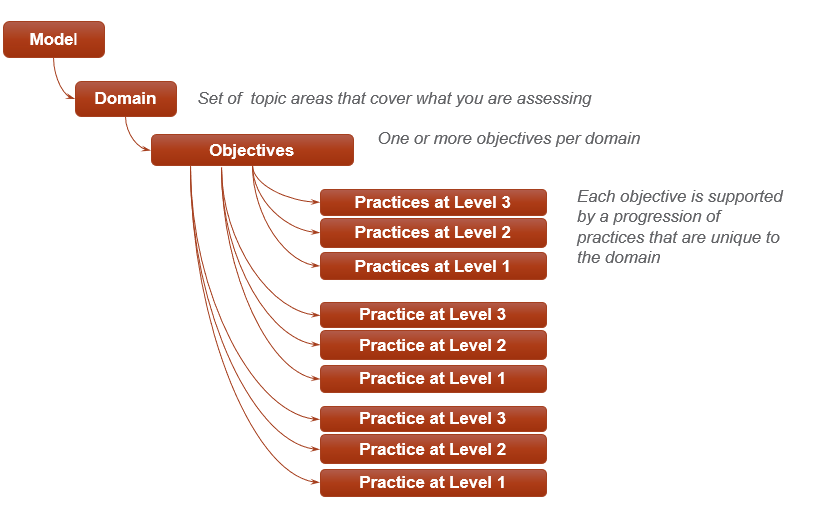 Model
Domain
Set of topic areas that cover what you are assessing
One or more objectives per domain
Objectives
Practices at Level 3
Practices at Level 2
Practices at Level 1
Each objective is supported
by a progression of
practices that are unique to
the domain
Practice at Level 3
Practice at Level 2
Practice at Level 1
Practice at Level 3
Practice at Level 2
Practice at Level 1